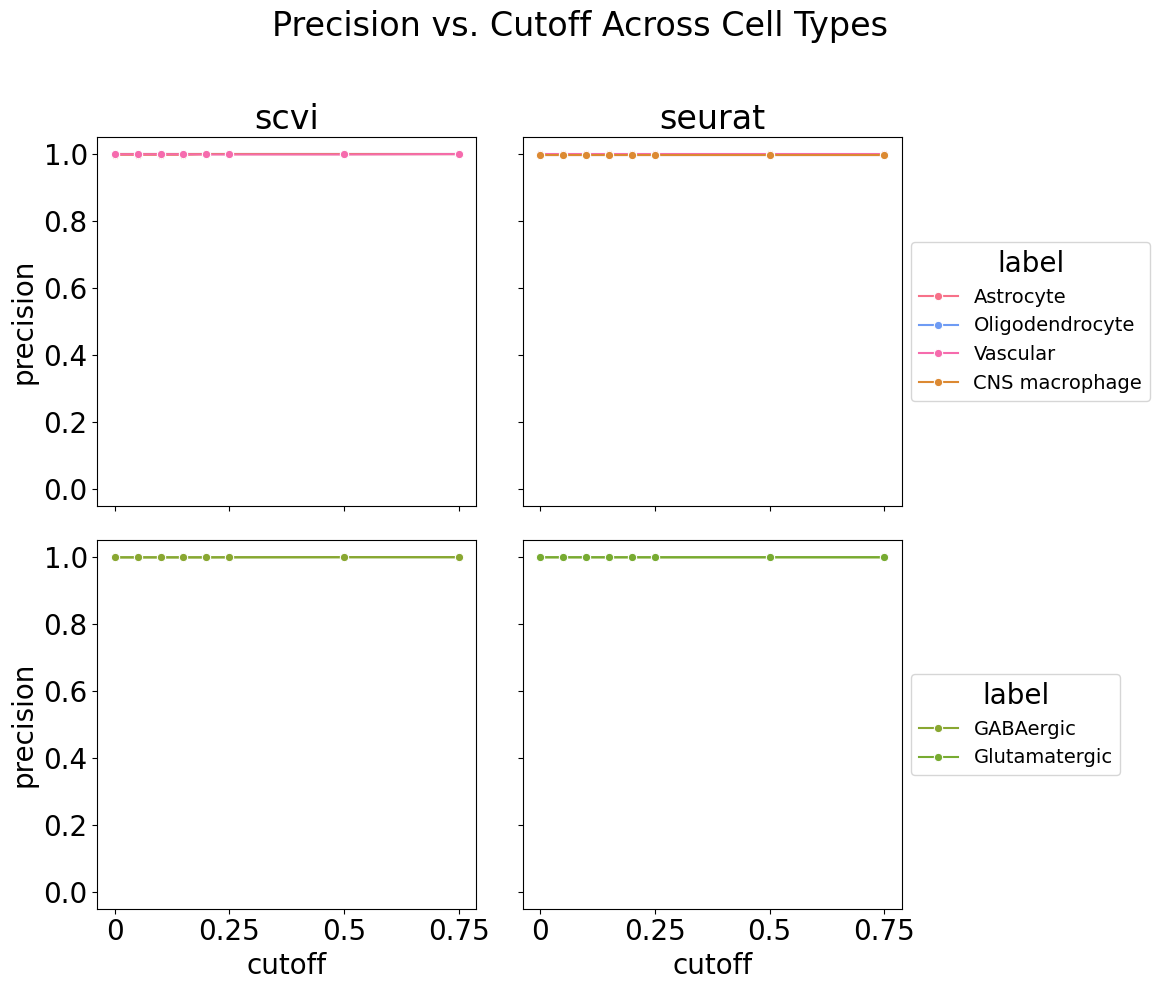 Precision vs. Cutoff Across Cell Types
scvi
seurat
1.0
0.8
0.6
0.4
0.2
0.0
precision
label
Astrocyte
Oligodendrocyte
Vascular
CNS macrophage
1.0
0.8
0.6
0.4
0.2
0.0
precision
0
0.25
0.5
0.75
cutoff
0
0.25
0.5
0.75
cutoff
label
GABAergic
Glutamatergic